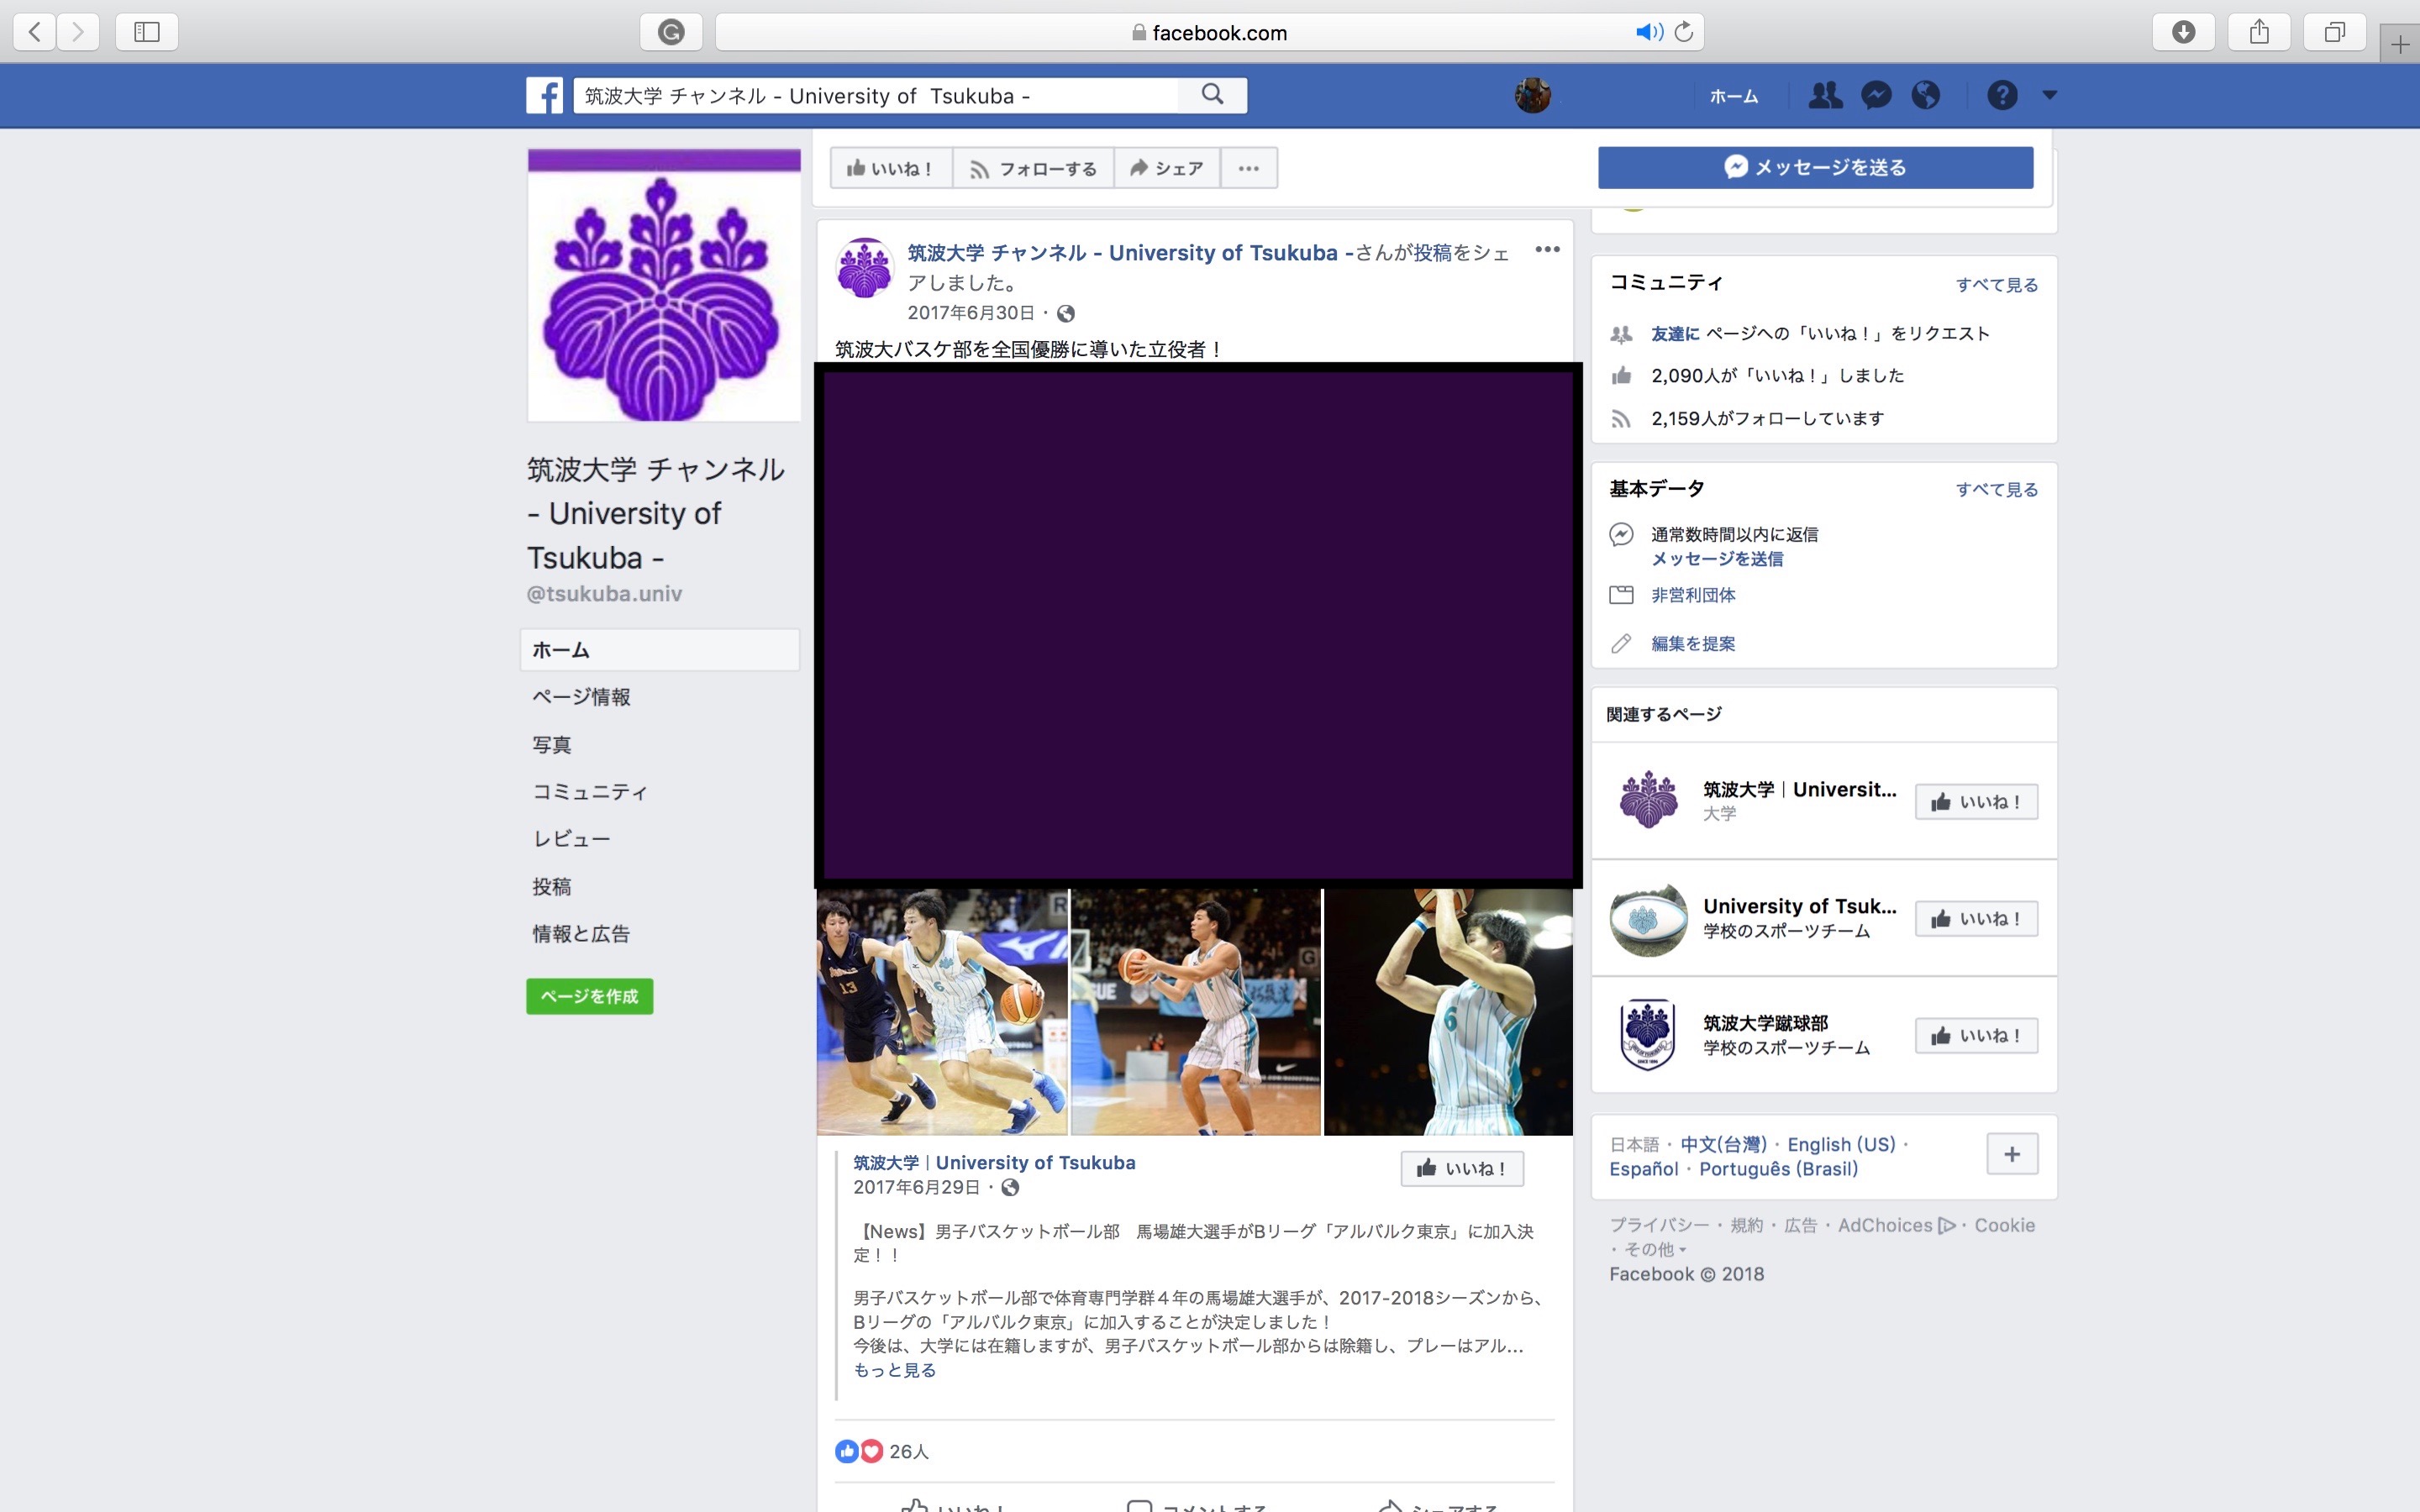 facebook.com
筑波大学 チャンネル - University of Tsukuba -
ホーム
いいね！
フォローする
シェア
メッセージを送る
筑波大学 チャンネル
- University of
Tsukuba -
@tsukuba.univ
ホーム
ページ情報
写真
コミュニティ
レビュー
投稿
情報と広告
ページを作成
筑波大学 チャンネル - University of Tsukuba -さんが投稿をシェ
アしました。
2017年6月30日 ·
筑波大バスケ部を全国優勝に導いた立役者！
13
6
6
筑波大学 | University of Tsukuba
2017年6月29日 ·
いいね！
【News】男子バスケットボール部　馬場雄大選手がBリーグ「アルバルク東京」に加入決
定！！
男子バスケットボール部で体育専門学群４年の馬場雄大選手が、2017-2018シーズンから、
Bリーグの「アルバルク東京」に加入することが決定しました！
今後は、大学には在籍しますが、男子バスケットボール部からは除籍し、プレーはアル...
もっと見る
26人
いいね！
コメントする
シェアする
コミュニティ
すべて見る
友達に ページへの「いいね！」をリクエスト
2,090人が「いいね！」しました
2,159人がフォローしています
基本データ
すべて見る
通常数時間以内に返信
メッセージを送信
非営利団体
編集を提案
関連するページ
筑波大学 | Universit...
大学
いいね！
University of Tsuk...
学校のスポーツチーム
いいね！
筑波大学蹴球部
学校のスポーツチーム
いいね！
日本語 · 中文(台灣) · English (US) ·
Español · Português (Brasil)
プライバシー · 規約 · 広告 · AdChoices · Cookie
· その他
Facebook © 2018